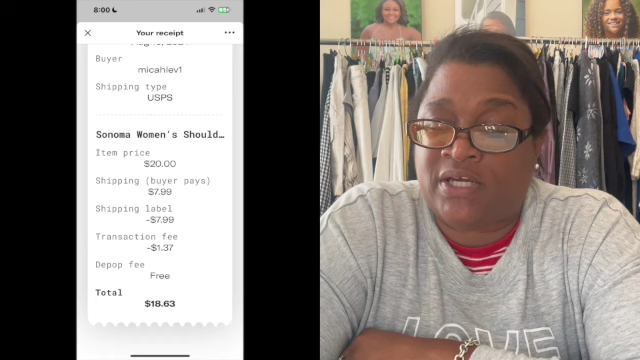 8:00
Your receipt
Buyer
micahlev1
Shipping type
USPS
Sonoma Women's Should…
Item price
$20.00
Shipping (buyer pays)
$7.99
Shipping label
-$7.99
Transaction fee
-$1.37
Depop fee
Free
Total
$18.63
LOVE